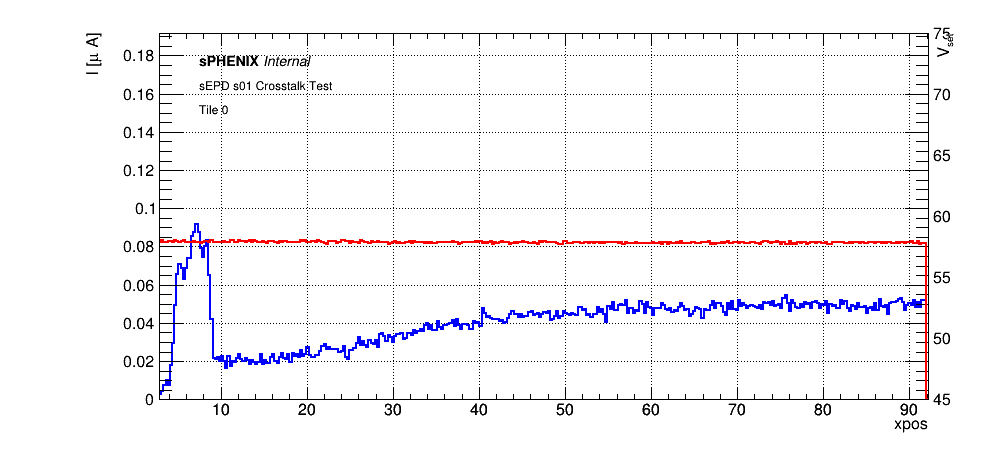 I [μ A]
0.18
0.16
0.14
0.12
0.1
0.08
0.06
0.04
0.02
0
sPHENIX Internal
sEPD s01 Crosstalk Test
Tile 0
75
V set
70
65
60
55
50
45
10 20 30 40 50 60 70 80 90
xpos